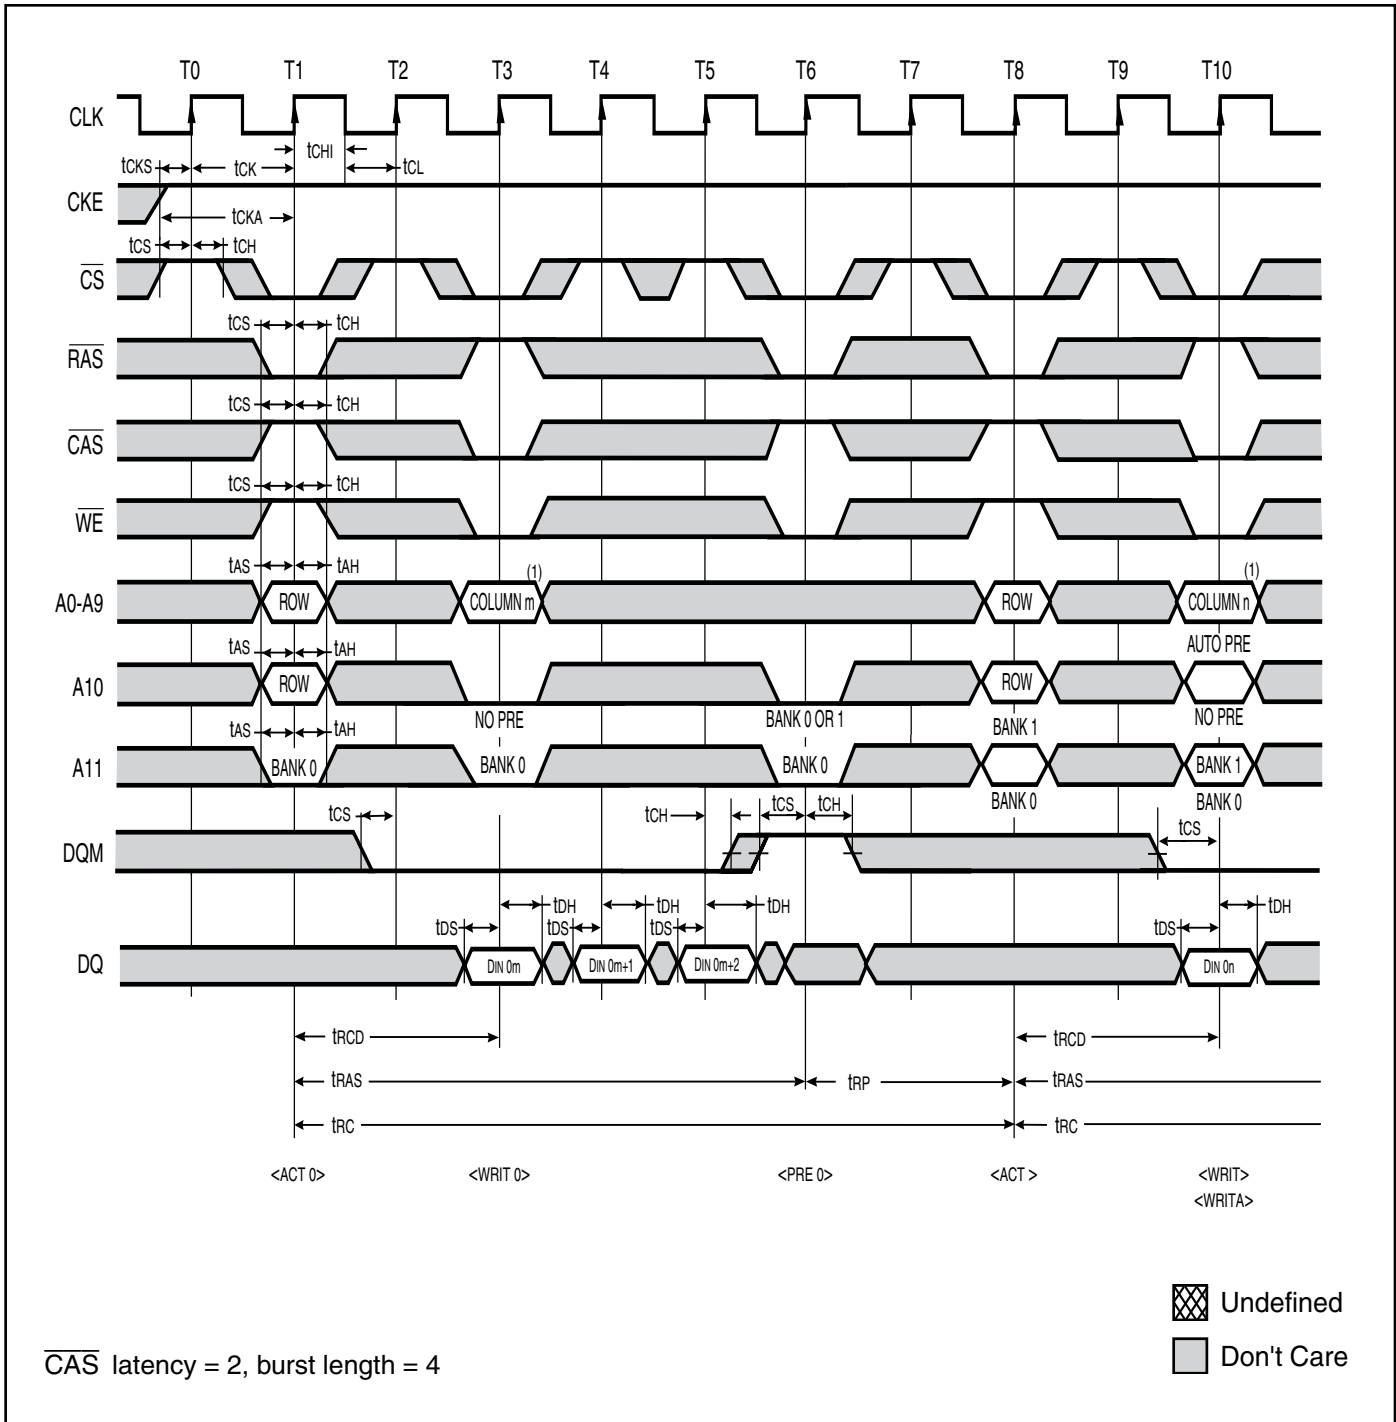 T0 T1 T2 T3 T4 T5 T6 T7 T8 T9 T10
CLK
tCHI
tCKS tCK tCL
CKE
tCKA
tCS tCH
CS
tCS tCH
RAS
tCS tCH
CAS
tCS tCH
WE
tAS tAH
(1) (1)
A0-A9 ROW COLUMN m ROW COLUMN n
tAS tAH AUTO PRE
A10 ROW ROW
NO PRE BANK 0 OR 1 BANK 1 NO PRE
tAS tAH
A11 BANK 0 BANK 0 BANK 0 BANK 1
BANK 0 BANK 0
tCS tCH tCS tCH tCS
DQM
tDH tDH tDH tDH
tDS tDS tDS tDS
DQ DIN 0m DIN 0m+1 DIN 0m+2 DIN 0n
tRCD tRCD
tRAS tRP tRAS
tRC tRC
<ACT 0> <WRIT 0> <PRE 0> <ACT > <WRIT>
<WRITA>
Undefined
Don't Care
CAS latency = 2, burst length = 4